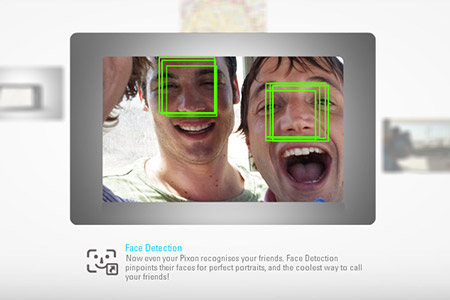 Face Detection
Now even your Pixon recognises your friends. Face Detection
pinpoints their faces for perfect portraits, and the coolest way to call
your friends!